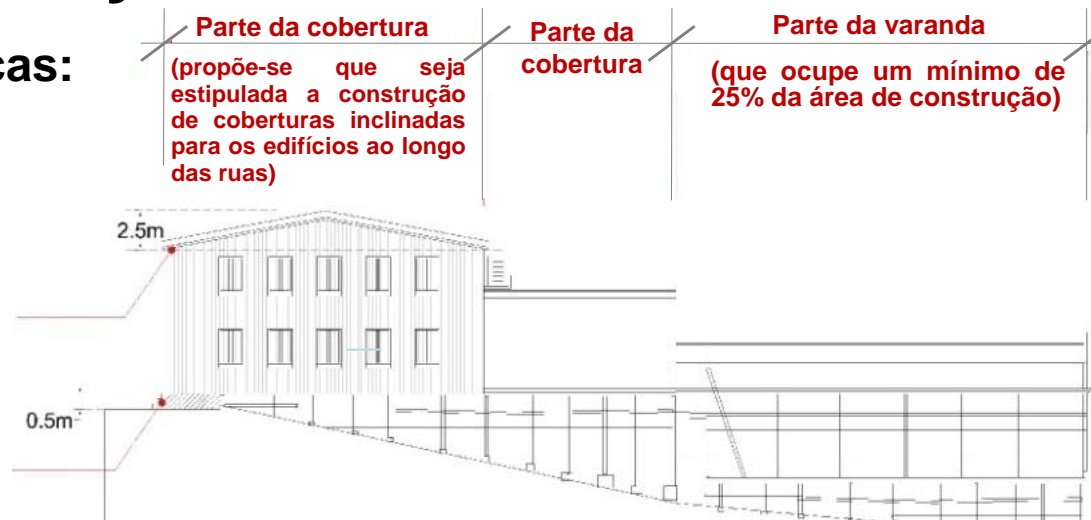 cas:
Parte da cobertura
(propõe-se que seja
estipulada a construção
de coberturas inclinadas
para os edifícios ao longo
das ruas)
Parte da
cobertura
Parte da varanda
(que ocupe um mínimo de
25% da área de construção)
2.5m
0.5m